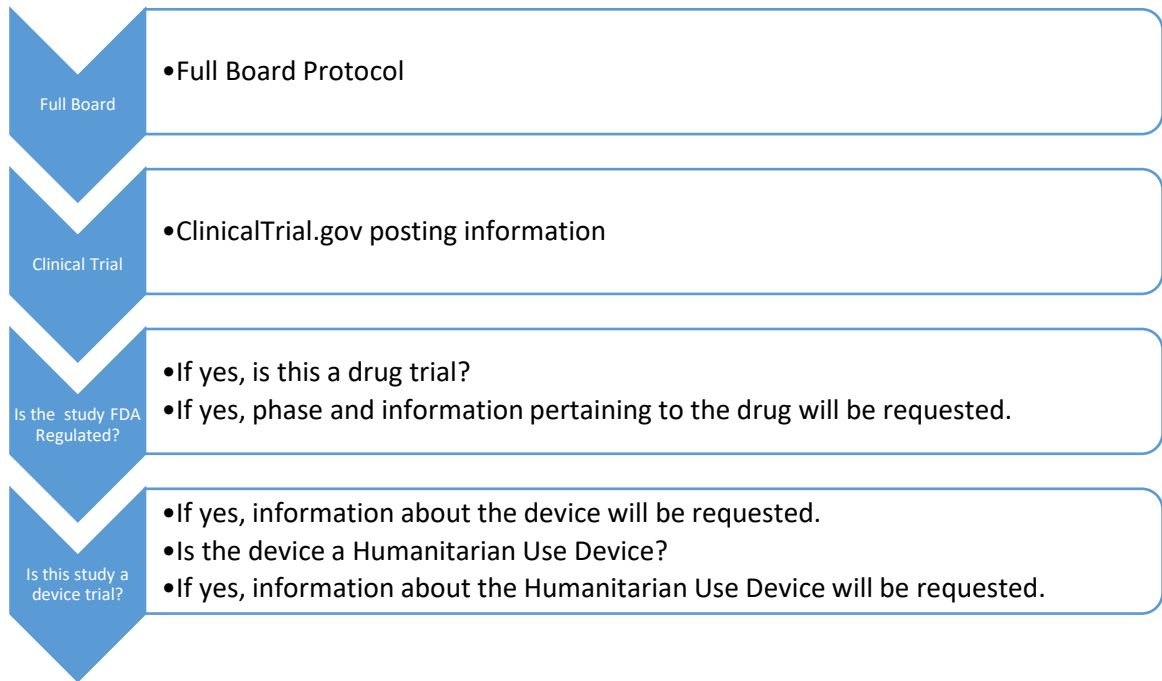 Full Board
•Full Board Protocol
Clinical Trial
•ClinicalTrial.gov posting information
Is the study FDA
Regulated?
•If yes, is this a drug trial?
•If yes, phase and information pertaining to the drug will be requested.
Is this study a
device trial?
•If yes, information about the device will be requested.
•Is the device a Humanitarian Use Device?
•If yes, information about the Humanitarian Use Device will be requested.